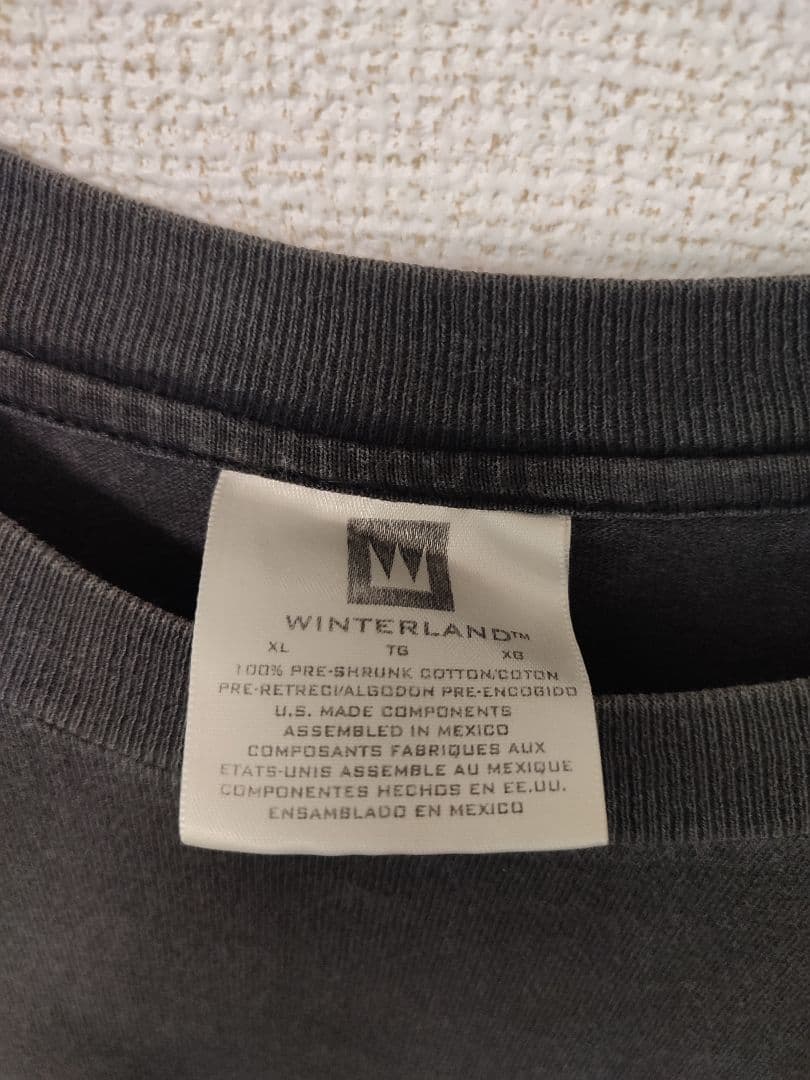 W
WINTERLAND™
XL TG XG
100% PRE-SHRUNK COTTON/COTON
PRE-RETRECI/ALGODON PRE-ENCOGIDO
U.S. MADE COMPONENTS
ASSEMBLED IN MEXICO
COMPOSANTS FABRIQUES AUX
ETATS-UNIS ASSEMBLE AU MEXIQUE
COMPONENTES HECHOS EN EE.UU.
ENSAMBLADO EN MEXICO